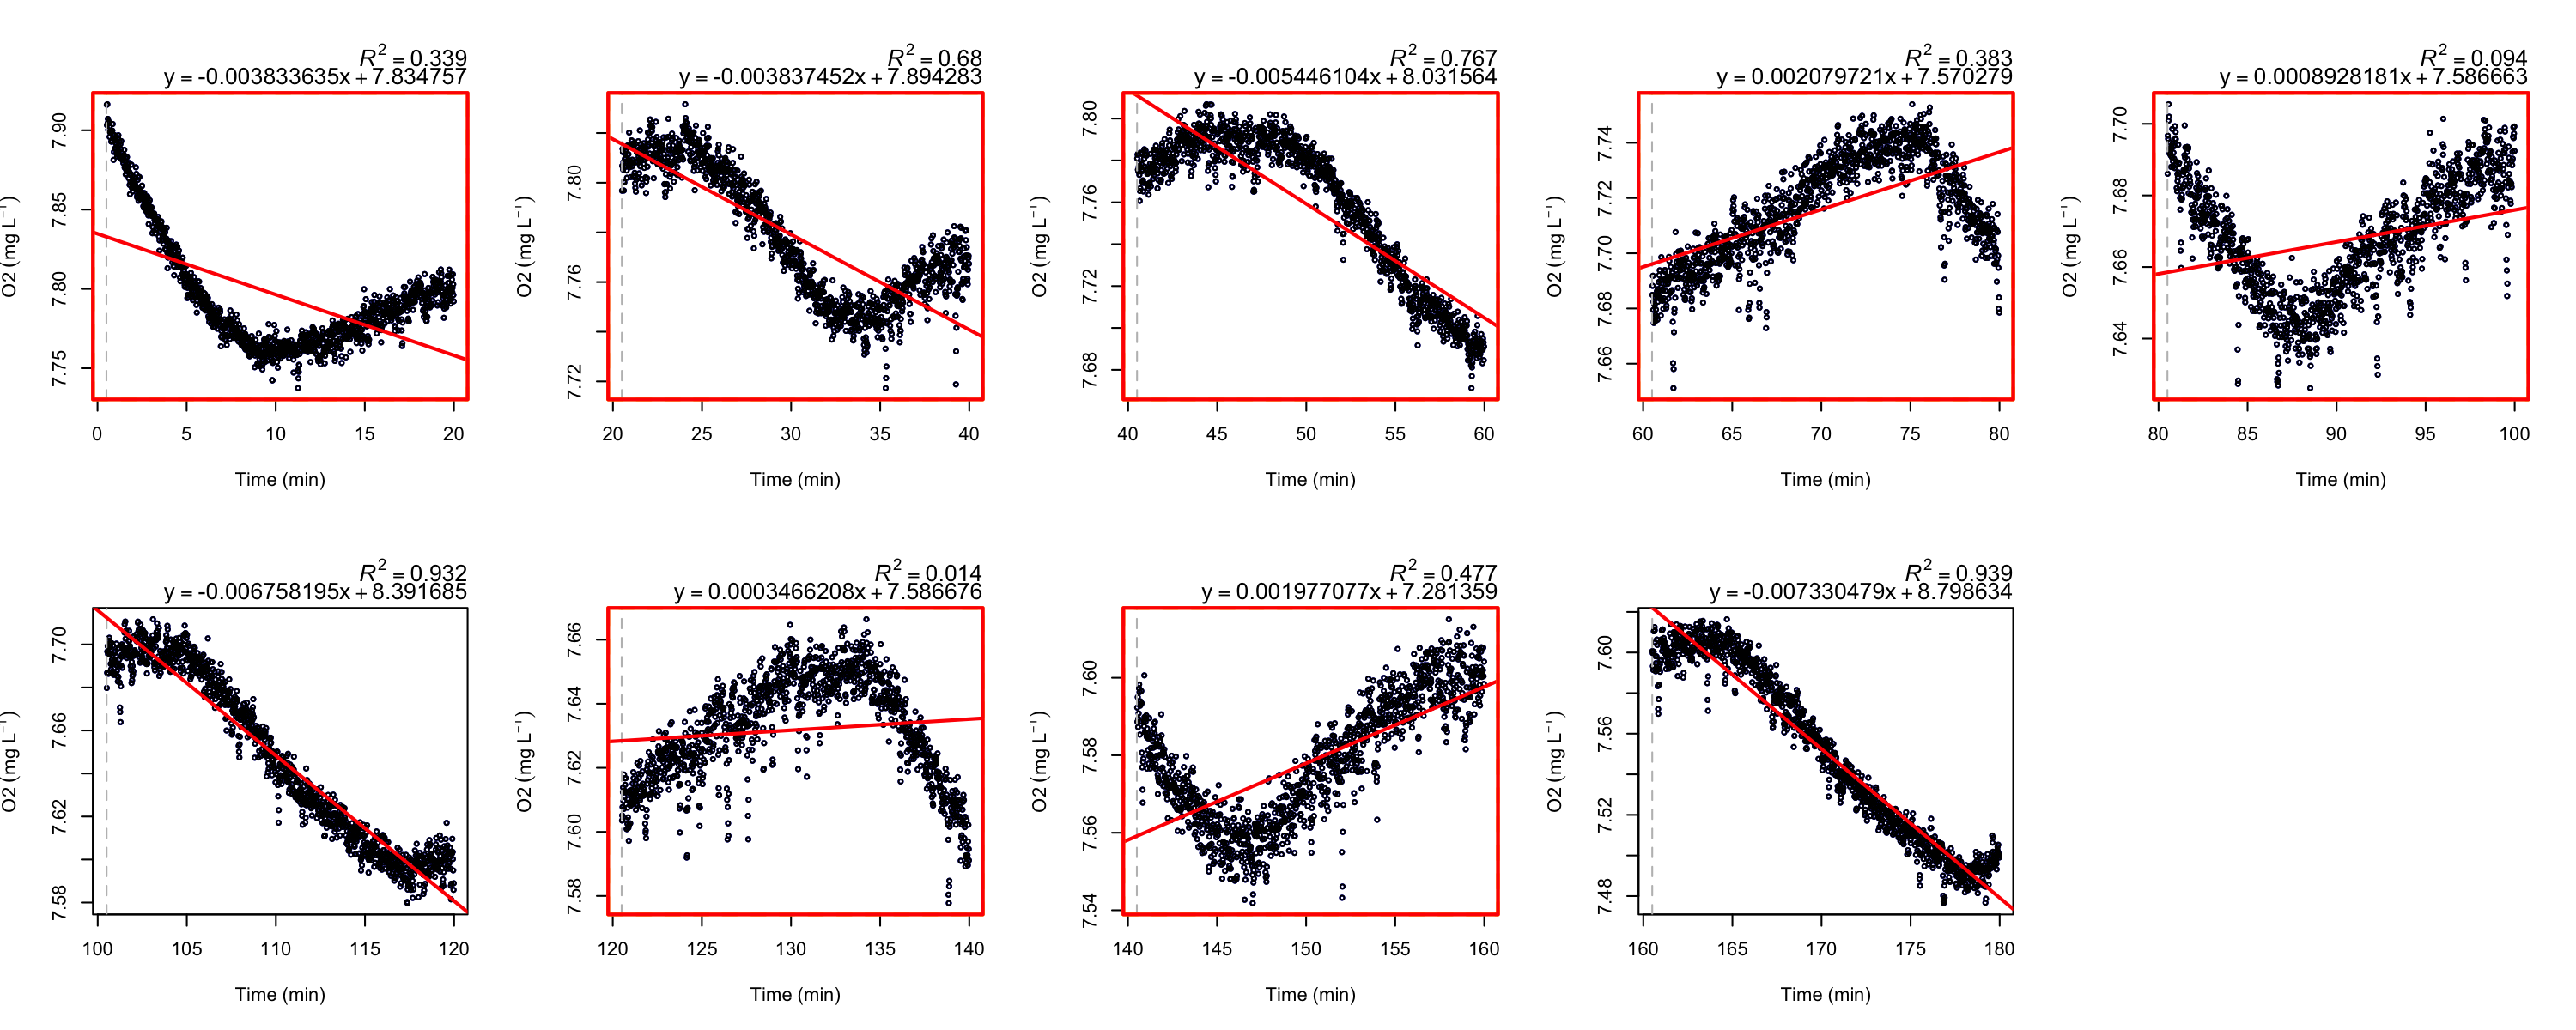 R² = 0.339
y = -0.003833635x + 7.834757
O2 (mg L⁻¹)
7.90
7.85
7.80
7.75
0 5 10 15 20
Time (min)
R² = 0.68
y = -0.003837452x + 7.894283
O2 (mg L⁻¹)
7.80
7.76
7.72
20 25 30 35 40
Time (min)
R² = 0.767
y = -0.005446104x + 8.031564
O2 (mg L⁻¹)
7.80
7.76
7.72
7.68
40 45 50 55 60
Time (min)
R² = 0.383
y = 0.002079721x + 7.570279
O2 (mg L⁻¹)
7.74
7.72
7.70
7.68
7.66
60 65 70 75 80
Time (min)
R² = 0.094
y = 0.0008928181x + 7.586663
O2 (mg L⁻¹)
7.70
7.68
7.66
7.64
80 85 90 95 100
Time (min)
R² = 0.932
y = -0.006758195x + 8.391685
O2 (mg L⁻¹)
7.70
7.66
7.62
7.58
100 105 110 115 120
Time (min)
R² = 0.014
y = 0.0003466208x + 7.586676
O2 (mg L⁻¹)
7.66
7.64
7.62
7.60
7.58
120 125 130 135 140
Time (min)
R² = 0.477
y = 0.001977077x + 7.281359
O2 (mg L⁻¹)
7.60
7.58
7.56
7.54
140 145 150 155 160
Time (min)
R² = 0.939
y = -0.007330479x + 8.798634
O2 (mg L⁻¹)
7.60
7.56
7.52
7.48
160 165 170 175 180
Time (min)